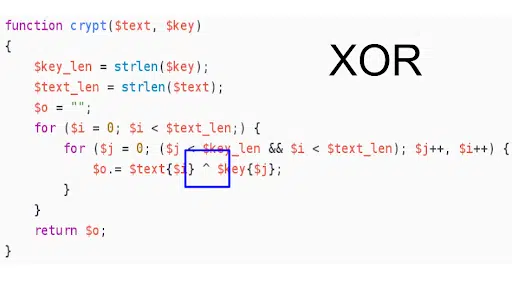 function crypt($text, $key)
XOR
{
$key_len = strlen($key);
$text_len = strlen($text);
$o = "";
for ($i = 0; $i < $text_len;) {
for ($j = 0; ($j < $key_len && $i < $text_len); $j++, $i++) {
$o.= $text{$i} ^ $key{$j};
}
}
return $o;
}